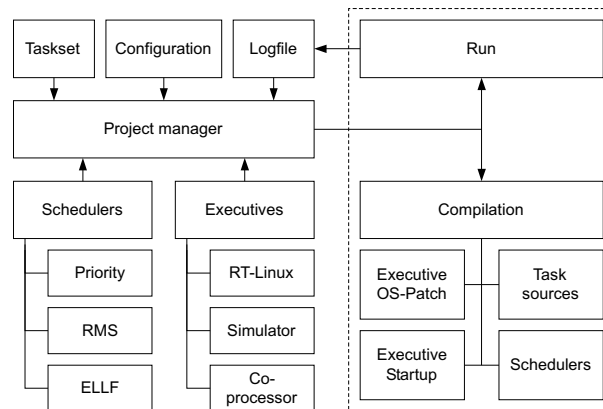 Taskset
Configuration
Logfile
Run
Project manager
Schedulers
Executives
Compilation
Priority
RT-Linux
Executive
OS-Patch
Task
sources
RMS
Simulator
Executive
Startup
Schedulers
ELLF
Co-
processor